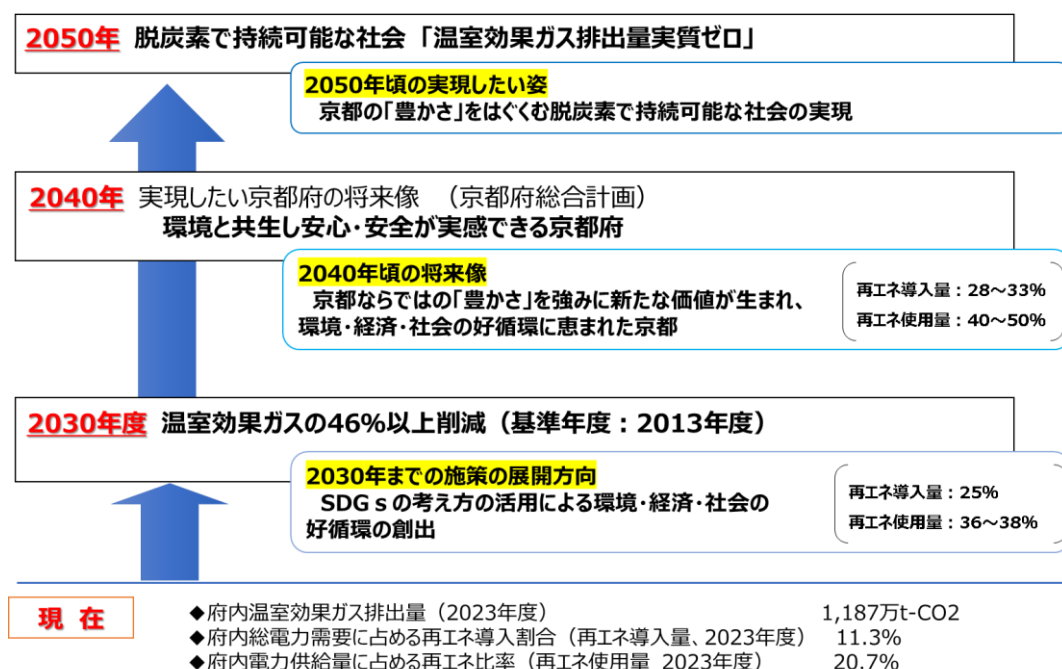 2050年 脱炭素で持続可能な社会「温室効果ガス排出量実質ゼロ」
2050年頃の実現したい姿
京都の「豊かさ」をはぐくむ脱炭素で持続可能な社会の実現
2040年 実現したい京都府の将来像 （京都府総合計画）
環境と共生し安心・安全が実感できる京都府
2040年頃の将来像
京都ならではの「豊かさ」を強みに新たな価値が生まれ、
環境・経済・社会の好循環に恵まれた京都
再エネ導入量：28～33%
再エネ使用量：40～50%
2030年度 温室効果ガスの46%以上削減（基準年度：2013年度）
2030年までの施策の展開方向
SDGｓの考え方の活用による環境・経済・社会の
好循環の創出
再エネ導入量：25%
再エネ使用量：36～38%
現 在
◆府内温室効果ガス排出量（2023年度） 1,187万t-CO2
◆府内総電力需要に占める再エネ導入割合（再エネ導入量、2023年度） 11.3%
◆府内電力供給量に占める再エネ比率（再エネ使用量 2023年度） 20.7%